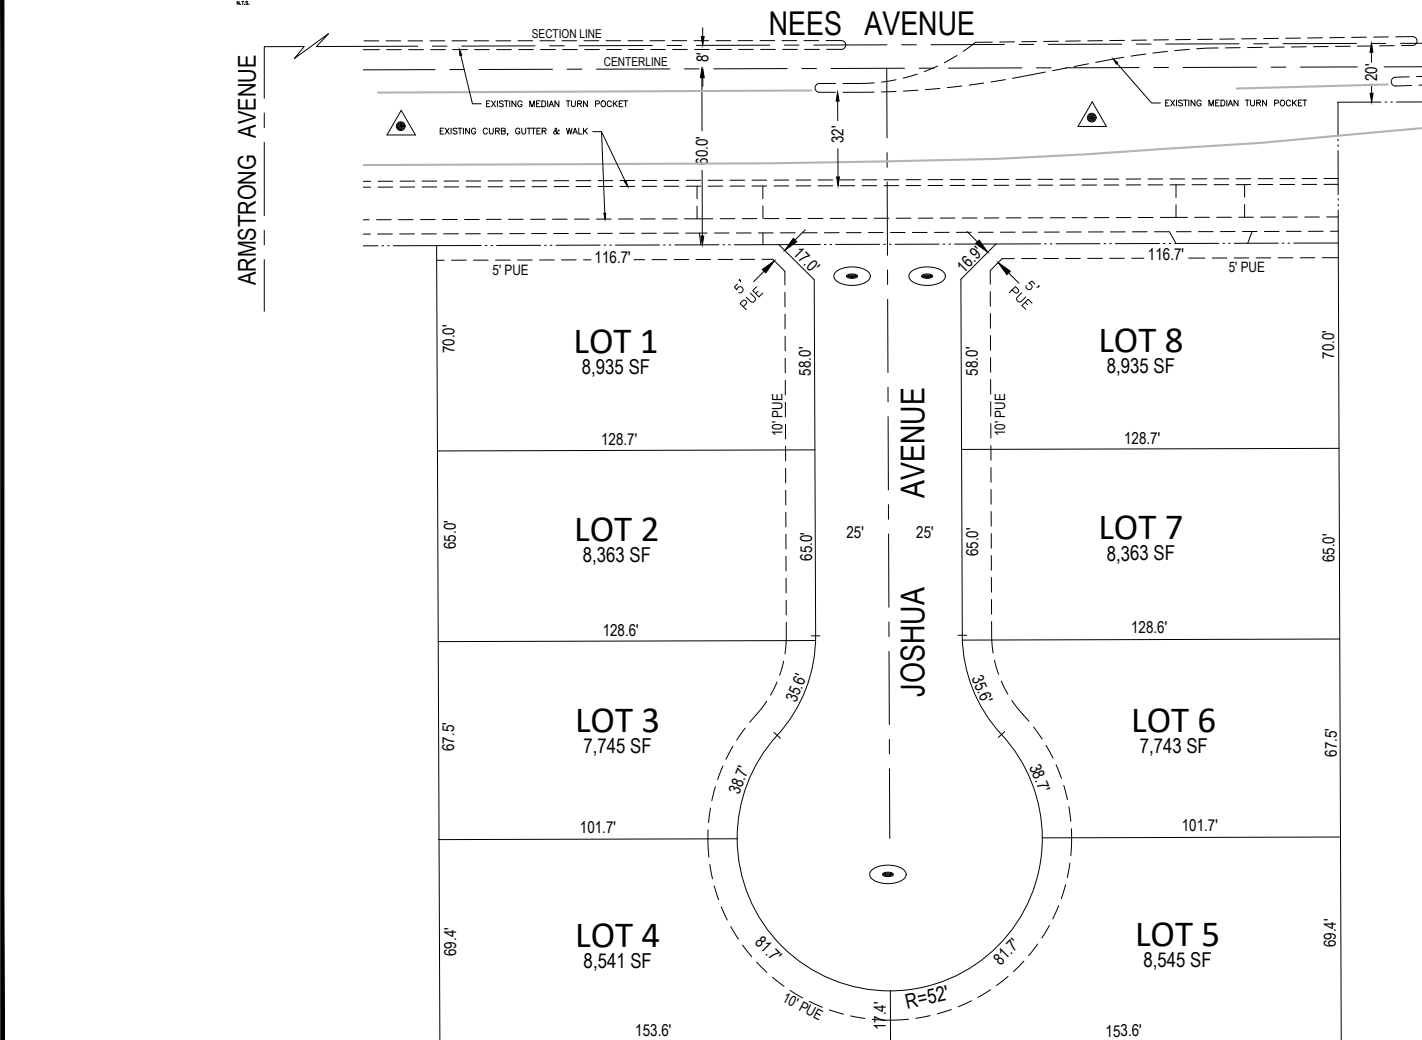 N.T.S.
NEES AVENUE
SECTION LINE
8'
CENTERLINE
20'
ARMSTRONG AVENUE
EXISTING MEDIAN TURN POCKET
EXISTING MEDIAN TURN POCKET
EXISTING CURB, GUTTER & WALK
32'
60.0'
116.7'
17.0'
16.9'
116.7'
5' PUE
5' PUE
5'
PUE
5'
PUE
70.0'
LOT 1
8,935 SF
58.0'
58.0'
LOT 8
8,935 SF
70.0'
10' PUE
10' PUE
128.7'
128.7'
JOSHUA AVENUE
65.0'
LOT 2
8,363 SF
65.0'
25'
25'
65.0'
LOT 7
8,363 SF
65.0'
128.6'
128.6'
35.6'
35.6'
67.5'
LOT 3
7,745 SF
LOT 6
7,743 SF
67.5'
38.7'
38.7'
101.7'
101.7'
69.4'
LOT 4
8,541 SF
81.7'
81.7'
LOT 5
8,545 SF
69.4'
10' PUE
17.4'
R=52'
153.6'
153.6'